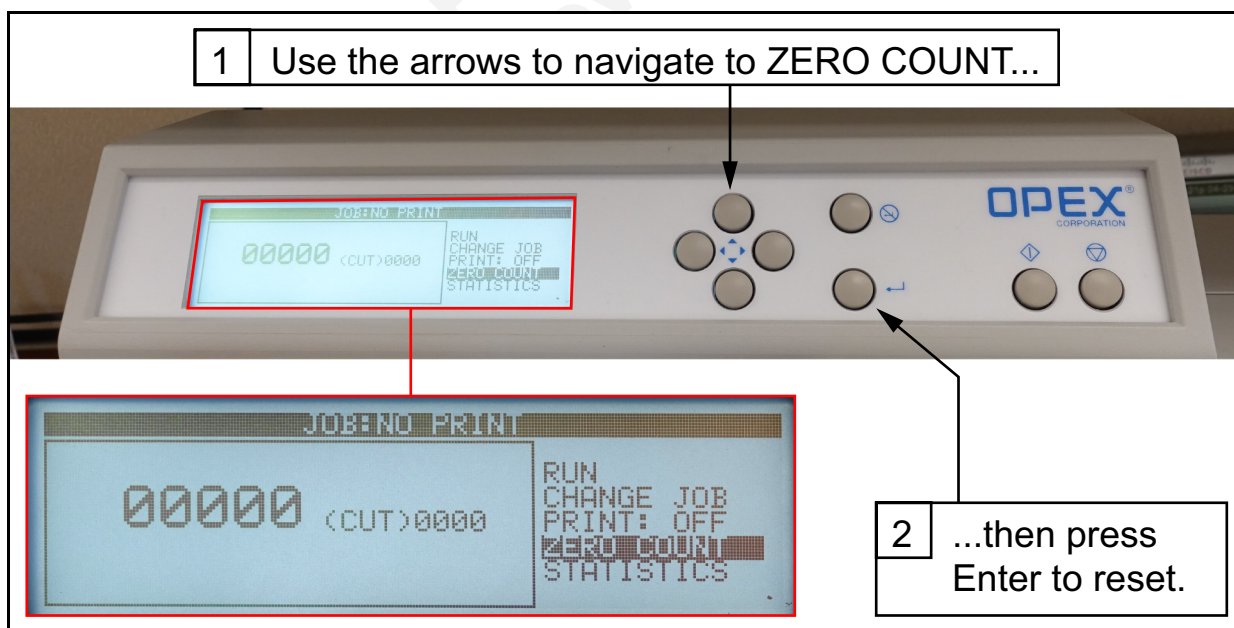 1 Use the arrows to navigate to ZERO COUNT...
JOB:NO PRINT
00000 (CUT)0000
RUN
CHANGE JOB
PRINT: OFF
ZERO COUNT
STATISTICS
OPEX®
CORPORATION
JOB:NO PRINT
00000 (CUT)0000
RUN
CHANGE JOB
PRINT: OFF
ZERO COUNT
STATISTICS
2 ...then press
Enter to reset.